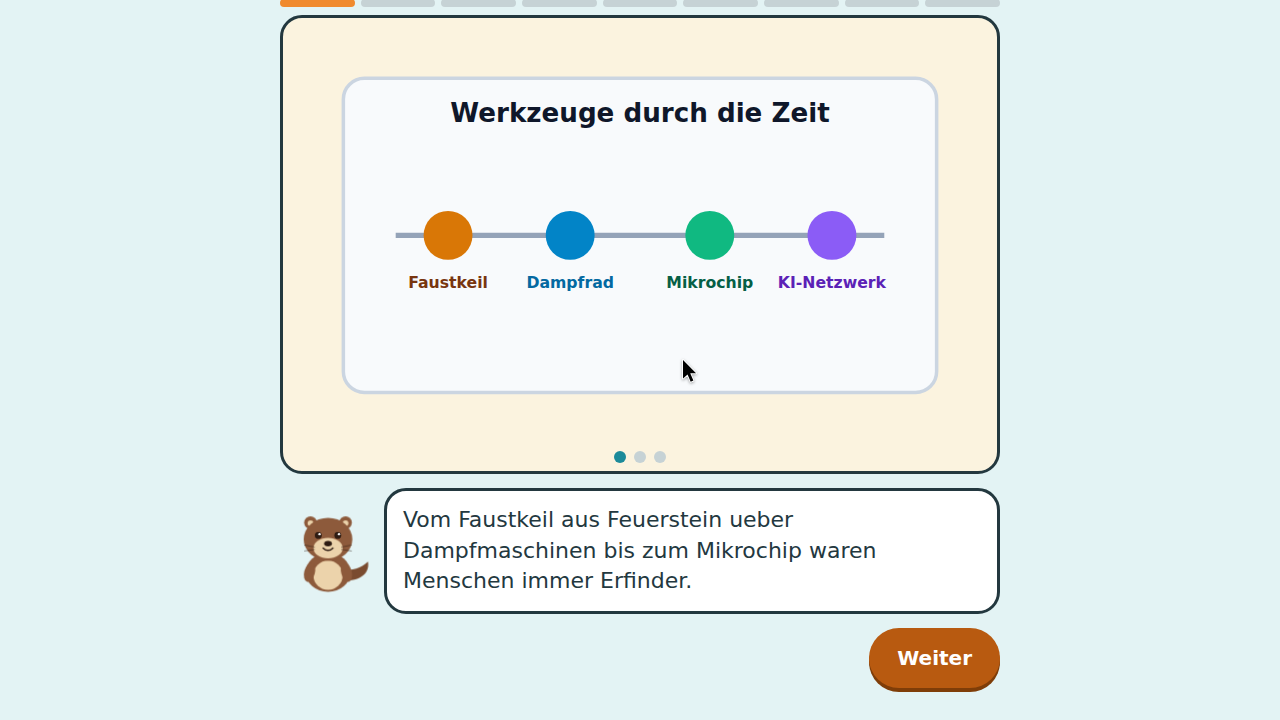 Werkzeuge durch die Zeit
Faustkeil
Dampfrad
Mikrochip
KI-Netzwerk
Vom Faustkeil aus Feuerstein ueber
Dampfmaschinen bis zum Mikrochip waren
Menschen immer Erfinder.
Weiter